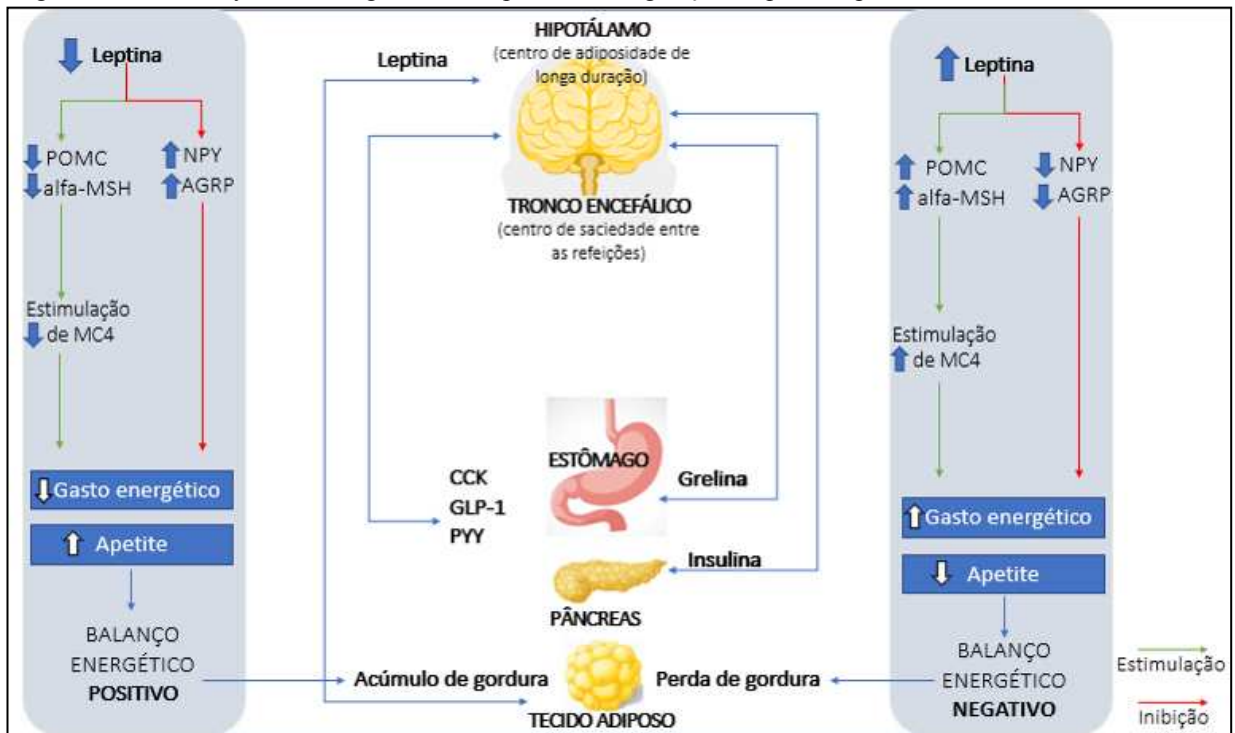 Leptina
POMC
alfa-MSH
NPY
AGRP
Estimulação
de MC4
Gasto energético
Apetite
BALANÇO
ENERGÉTICO
POSITIVO
HIPOTÁLAMO
(centro de adiposidade de
longa duração)
Leptina
TRONCO ENCEFÁLICO
(centro de saciedade entre
as refeições)
CCK
GLP-1
PYY
ESTÔMAGO
Grelina
Insulina
PÂNCREAS
Acúmulo de gordura
Perda de gordura
TECIDO ADIPOSO
Leptina
POMC
alfa-MSH
NPY
AGRP
Estimulação
de MC4
Gasto energético
Apetite
BALANÇO
ENERGÉTICO
NEGATIVO
Estimulação
Inibição